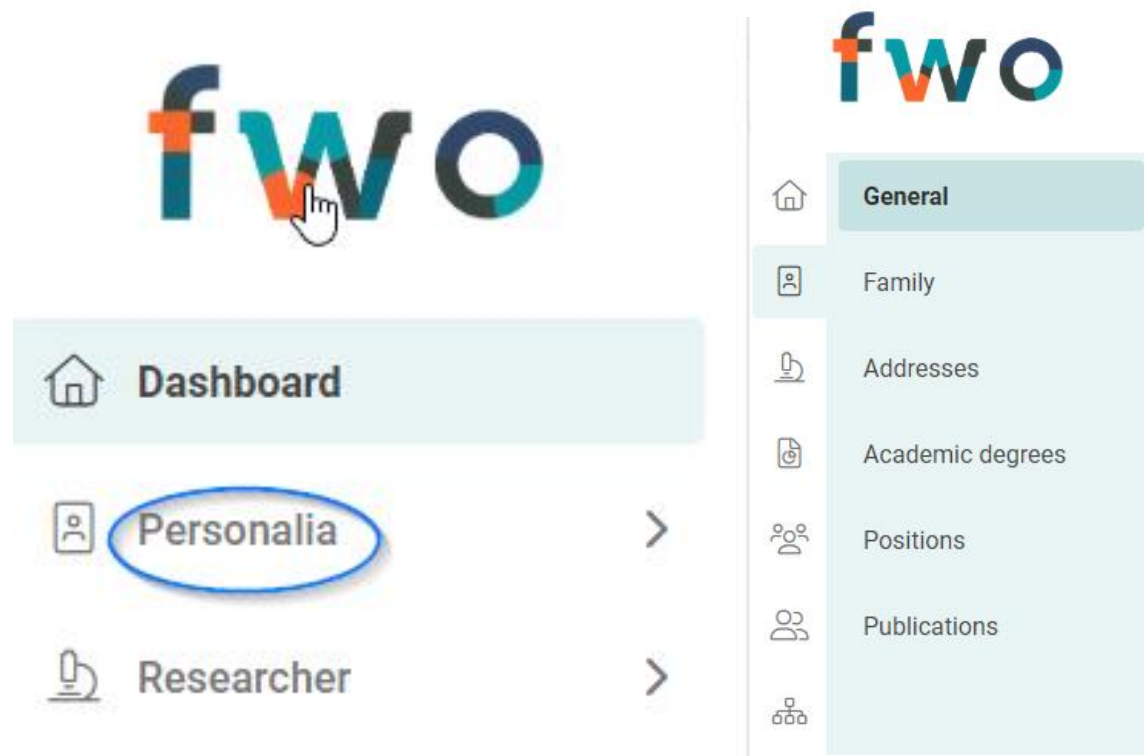 fwo
Dashboard
Personalia
Researcher
fwo
General
Family
Addresses
Academic degrees
Positions
Publications